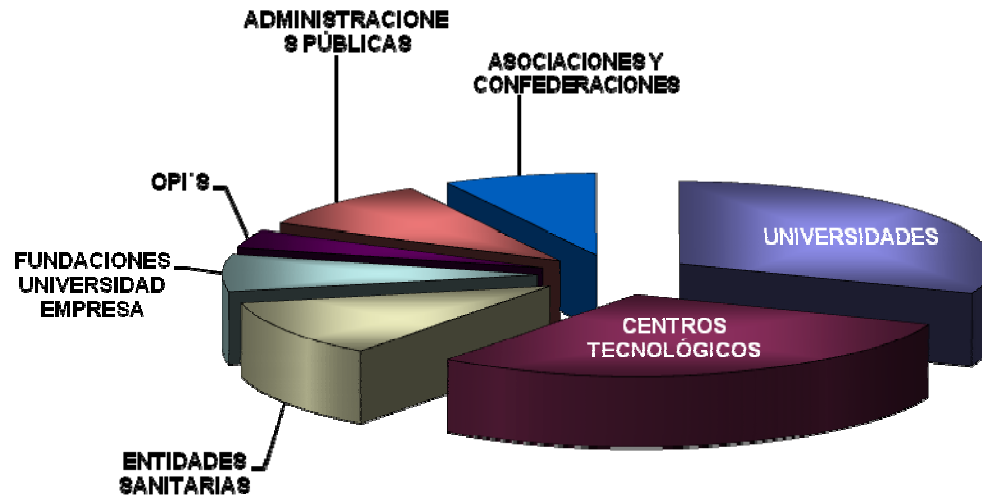 ADMINISTRACIONE
S PÚBLICAS
ASOCIACIONES Y
CONFEDERACIONES
OPI´S
UNIVERSIDADES
FUNDACIONES
UNIVERSIDAD
EMPRESA
CENTROS
TECNOLÓGICOS
ENTIDADES
SANITARIAS